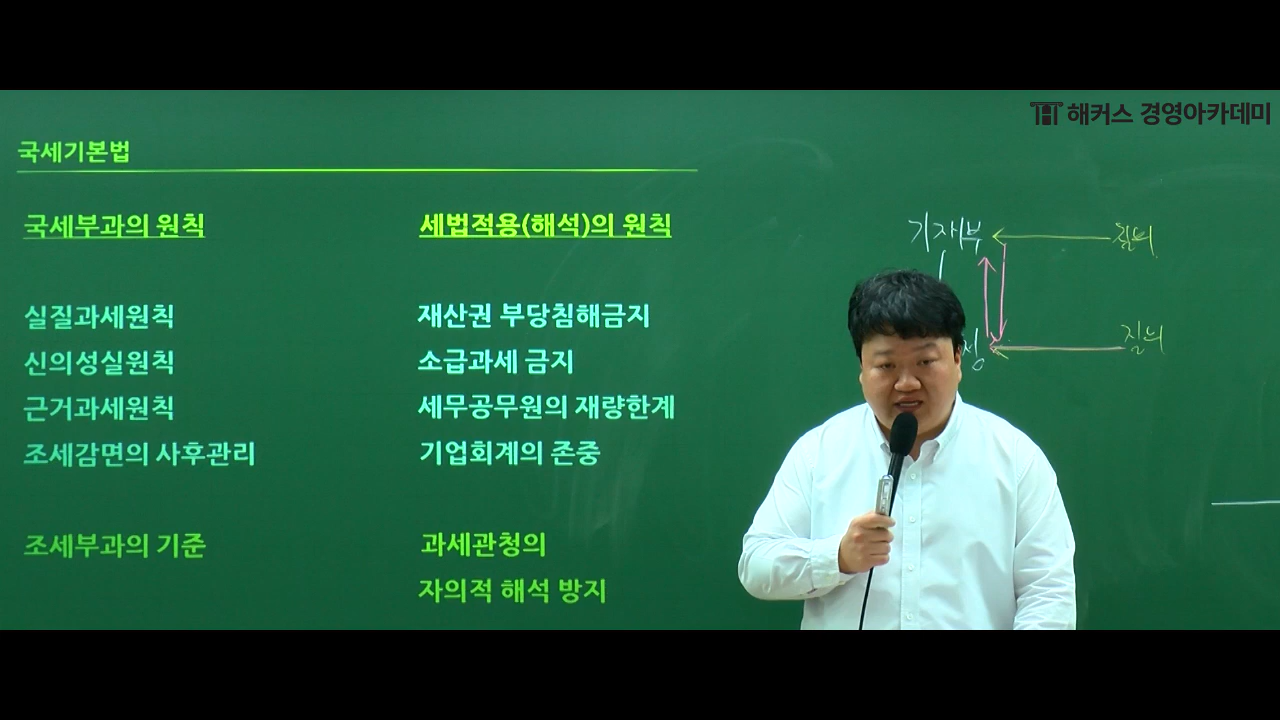 해커스 경영아카데미
국세기본법
국세부과의 원칙
세법적용(해석)의 원칙
실질과세원칙
신의성실원칙
근거과세원칙
조세감면의 사후관리
재산권 부당침해금지
소급과세 금지
세무공무원의 재량한계
기업회계의 존중
조세부과의 기준
과세관청의
자의적 해석 방지
기재부
질의
청
질의